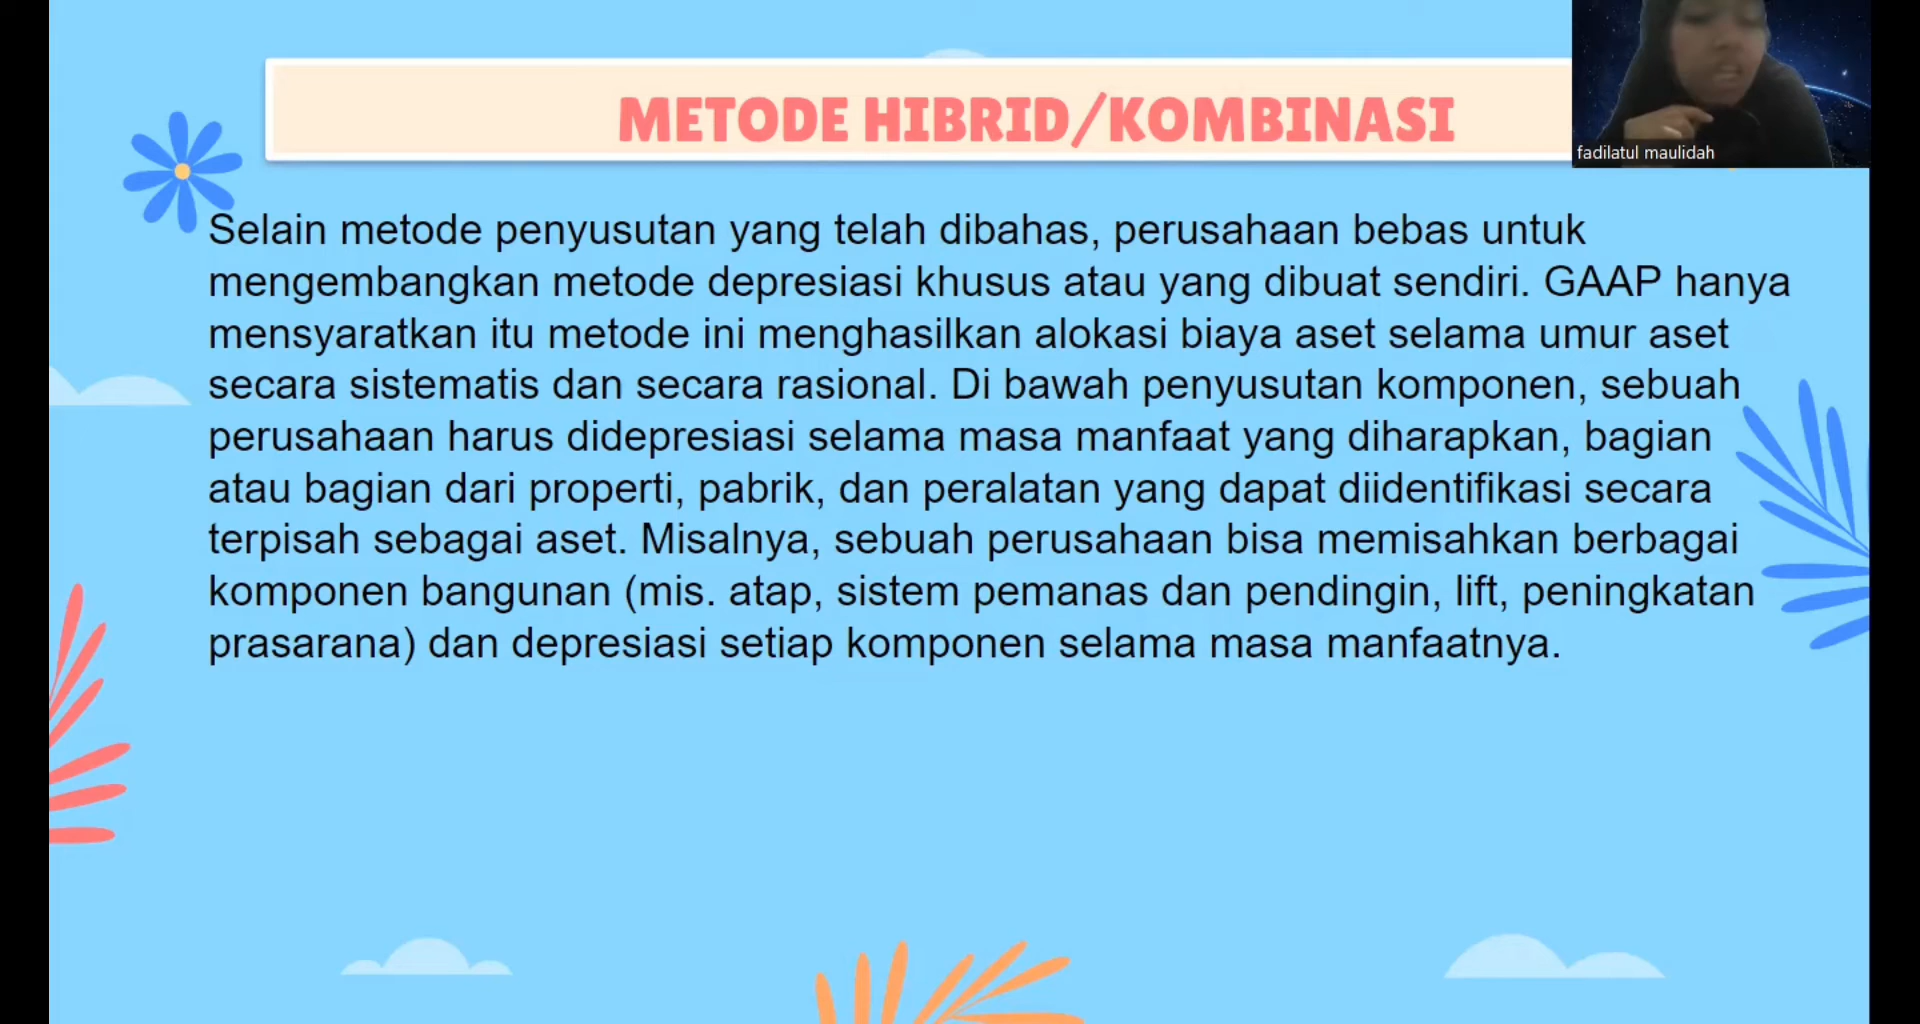 METODE HIBRID/KOMBINASI
fadilatul maulidah
Selain metode penyusutan yang telah dibahas, perusahaan bebas untuk
mengembangkan metode depresiasi khusus atau yang dibuat sendiri. GAAP hanya
mensyaratkan itu metode ini menghasilkan alokasi biaya aset selama umur aset
secara sistematis dan secara rasional. Di bawah penyusutan komponen, sebuah
perusahaan harus didepresiasi selama masa manfaat yang diharapkan, bagian
atau bagian dari properti, pabrik, dan peralatan yang dapat diidentifikasi secara
terpisah sebagai aset. Misalnya, sebuah perusahaan bisa memisahkan berbagai
komponen bangunan (mis. atap, sistem pemanas dan pendingin, lift, peningkatan
prasarana) dan depresiasi setiap komponen selama masa manfaatnya.